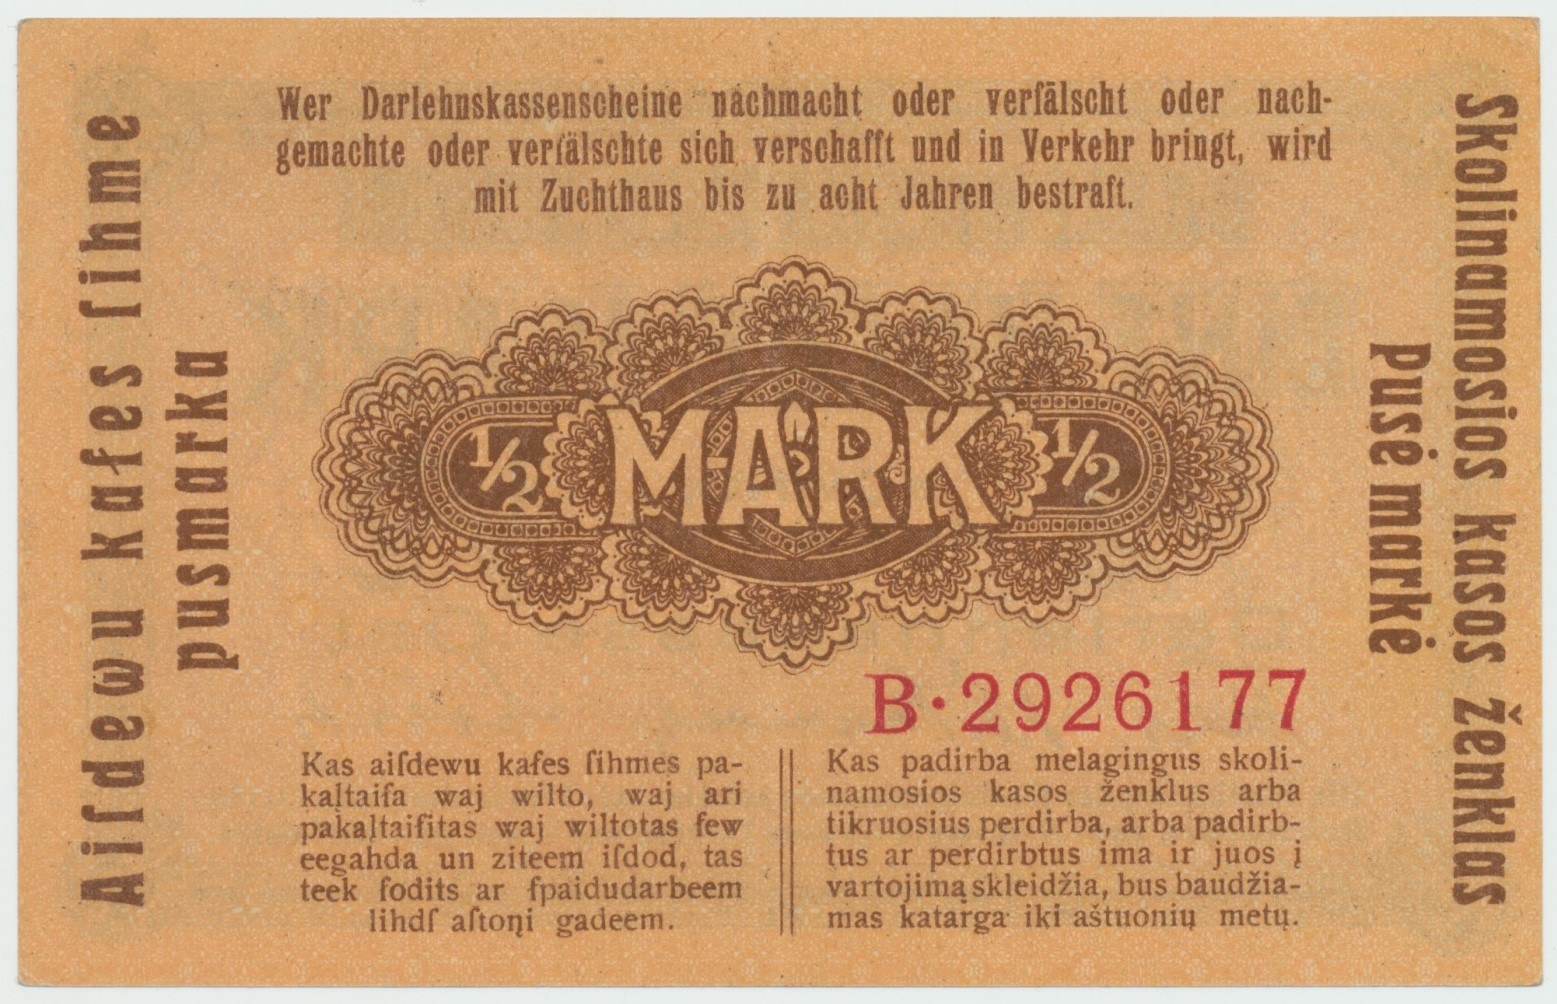 Wer Darlehnskassenscheine nachmacht oder verfälscht oder nach-
gemachte oder verfälschte sich verschafft und in Verkehr bringt, wird
mit Zuchthaus bis zu acht Jahren bestraft.
Aiſdewu kaſes ſihme
pusmarka
1/2 MARK 1/2
Skolinamosios kasos ženklas
Pusė markė
B·2926177
Kas aiſdewu kaſes ſihmes pa-
kaļtaiſa waj wilto, waj ari
pakaļtaiſitas waj wiltotas ſew
eegahda un ziteem iſdod, tas
teek ſodits ar ſpaidudarbeem
lihdſ aſtoņi gadeem.
Kas padirba melagingus skoli-
namosios kasos ženklus arba
tikruosius perdirba, arba padirb-
tus ar perdirbtus ima ir juos į
vartojimą skleidžia, bus baudžia-
mas katarga iki aštuonių metų.